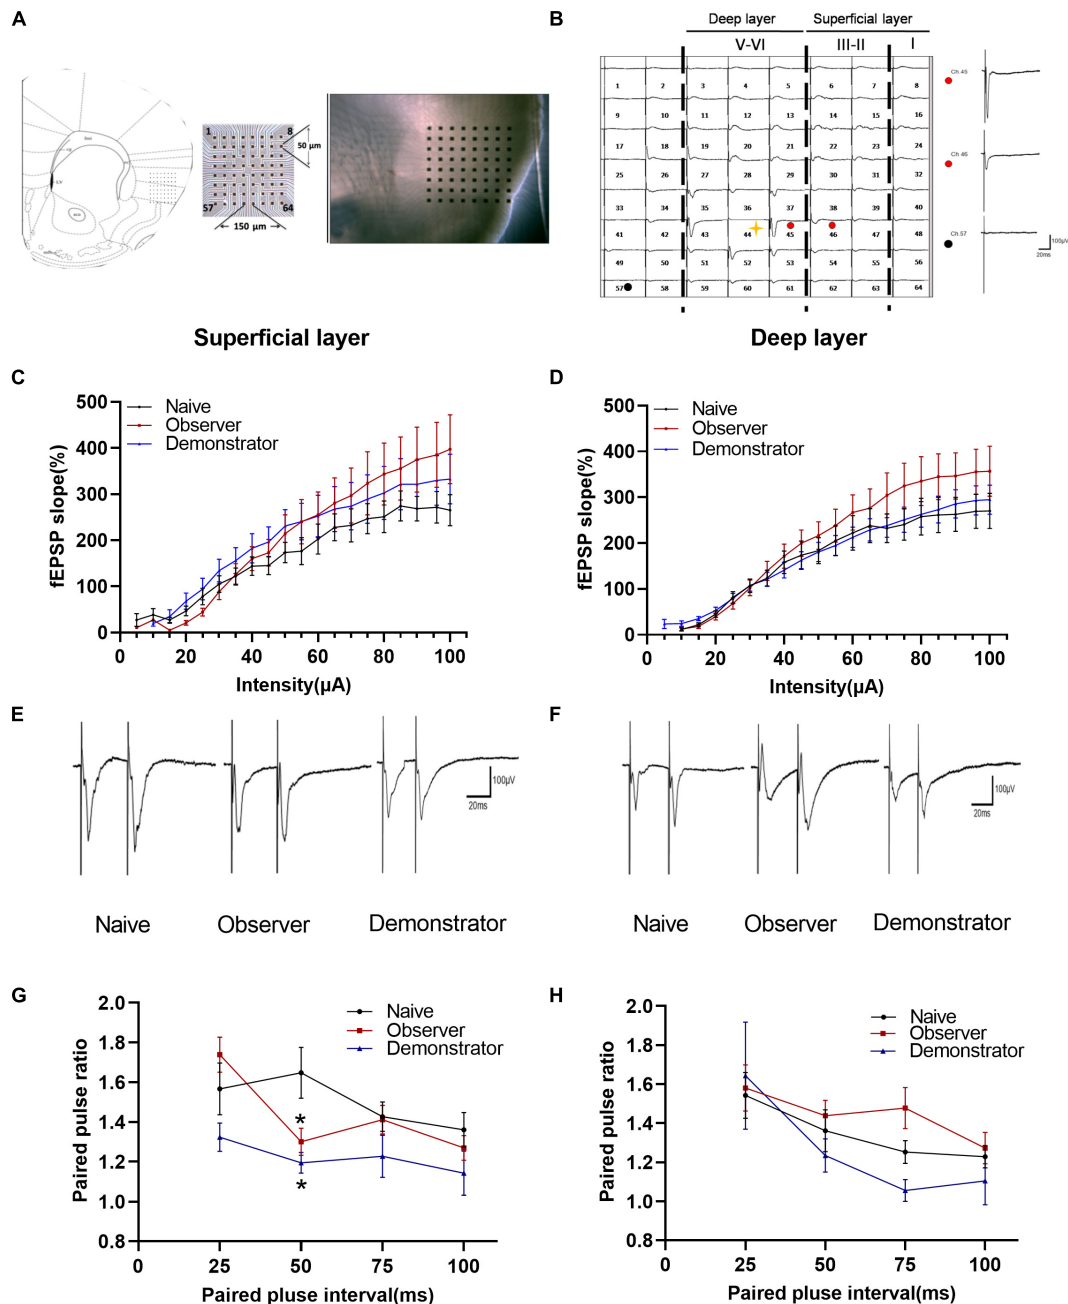 A
1 8
50 μm
57 64
150 μm
B
Deep layer Superficial layer
V-VI III-II I
1 2 3 4 5 6 7 8
9 10 11 12 13 14 15 16
17 18 19 20 21 22 23 24
25 26 27 28 29 30 31 32
33 34 35 36 37 38 39 40
41 42 43 44 45 46 47 48
49 50 51 52 53 54 55 56
57 58 59 60 61 62 63 64
Ch.45
Ch.46
Ch.57
100μV
20ms
Superficial layer
Deep layer
C
500
400
300
200
100
0
fEPSP slope(%)
Naive
Observer
Demonstrator
0 20 40 60 80 100
Intensity(μA)
D
500
400
300
200
100
0
fEPSP slope(%)
Naive
Observer
Demonstrator
0 20 40 60 80 100
Intensity(μA)
E
100μV
20ms
Naive Observer Demonstrator
F
100μV
20ms
Naive Observer Demonstrator
G
2.0
1.8
1.6
1.4
1.2
1.0
0.8
Paired pulse ratio
Naive
Observer
Demonstrator
*
*
0 25 50 75 100
Paired pluse interval(ms)
H
2.0
1.8
1.6
1.4
1.2
1.0
0.8
Paired pulse ratio
Naive
Observer
Demonstrator
0 25 50 75 100
Paired pluse interval(ms)